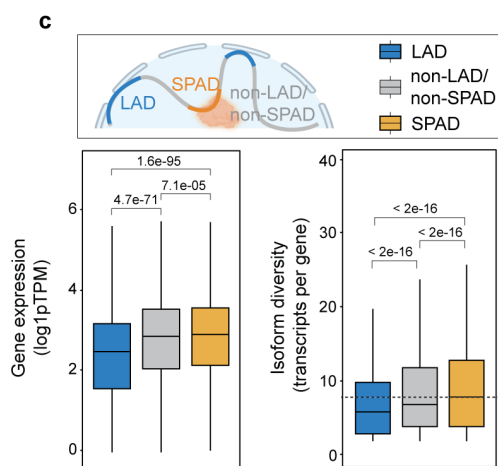 c
LAD
SPAD
non-LAD/
non-SPAD
LAD
non-LAD/
non-SPAD
SPAD
Gene expression
(log1pTPM)
6
4
2
0
1.6e-95
4.7e-71
7.1e-05
Isoform diversity
(transcripts per gene)
40
30
20
10
0
< 2e-16
< 2e-16
< 2e-16